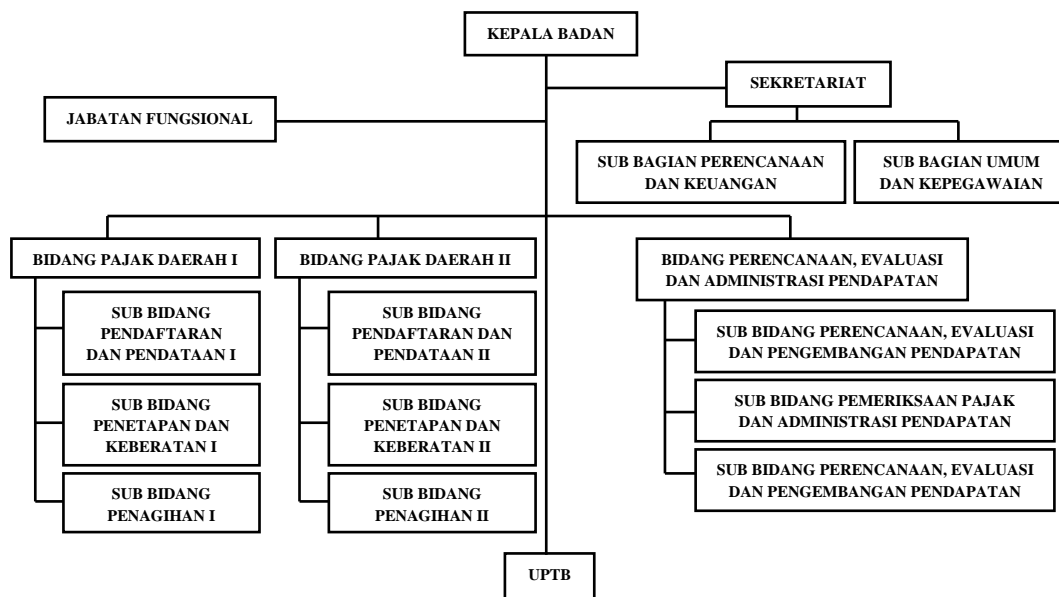 KEPALA BADAN
SEKRETARIAT
JABATAN FUNGSIONAL
SUB BAGIAN PERENCANAAN
DAN KEUANGAN
SUB BAGIAN UMUM
DAN KEPEGAWAIAN
BIDANG PAJAK DAERAH I
SUB BIDANG
PENDAFTARAN
DAN PENDATAAN I
SUB BIDANG
PENETAPAN DAN
KEBERATAN I
SUB BIDANG
PENAGIHAN I
BIDANG PAJAK DAERAH II
SUB BIDANG
PENDAFTARAN DAN
PENDATAAN II
SUB BIDANG
PENETAPAN DAN
KEBERATAN II
SUB BIDANG
PENAGIHAN II
BIDANG PERENCANAAN, EVALUASI
DAN ADMINISTRASI PENDAPATAN
SUB BIDANG PERENCANAAN, EVALUASI
DAN PENGEMBANGAN PENDAPATAN
SUB BIDANG PEMERIKSAAN PAJAK
DAN ADMINISTRASI PENDAPATAN
SUB BIDANG PERENCANAAN, EVALUASI
DAN PENGEMBANGAN PENDAPATAN
UPTB